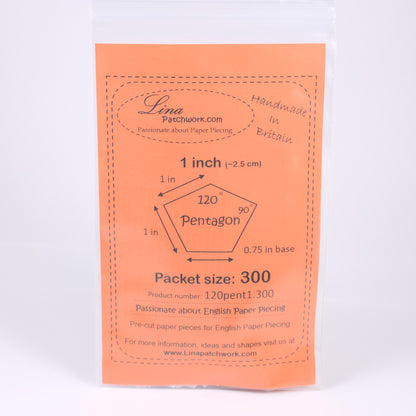 Lina
Patchwork.com
Passionate about Paper Piecing
Handmade
in
Britain
1 inch (~2.5 cm)
1 in
120°
90
Pentagon
1 in
0.75 in base
Packet size: 300
Product number: 120pent1.300
Passionate about English Paper Piecing
Pre-cut paper pieces for English Paper Piecing
For more information, ideas and shapes visit us at
www.Linapatchwork.com